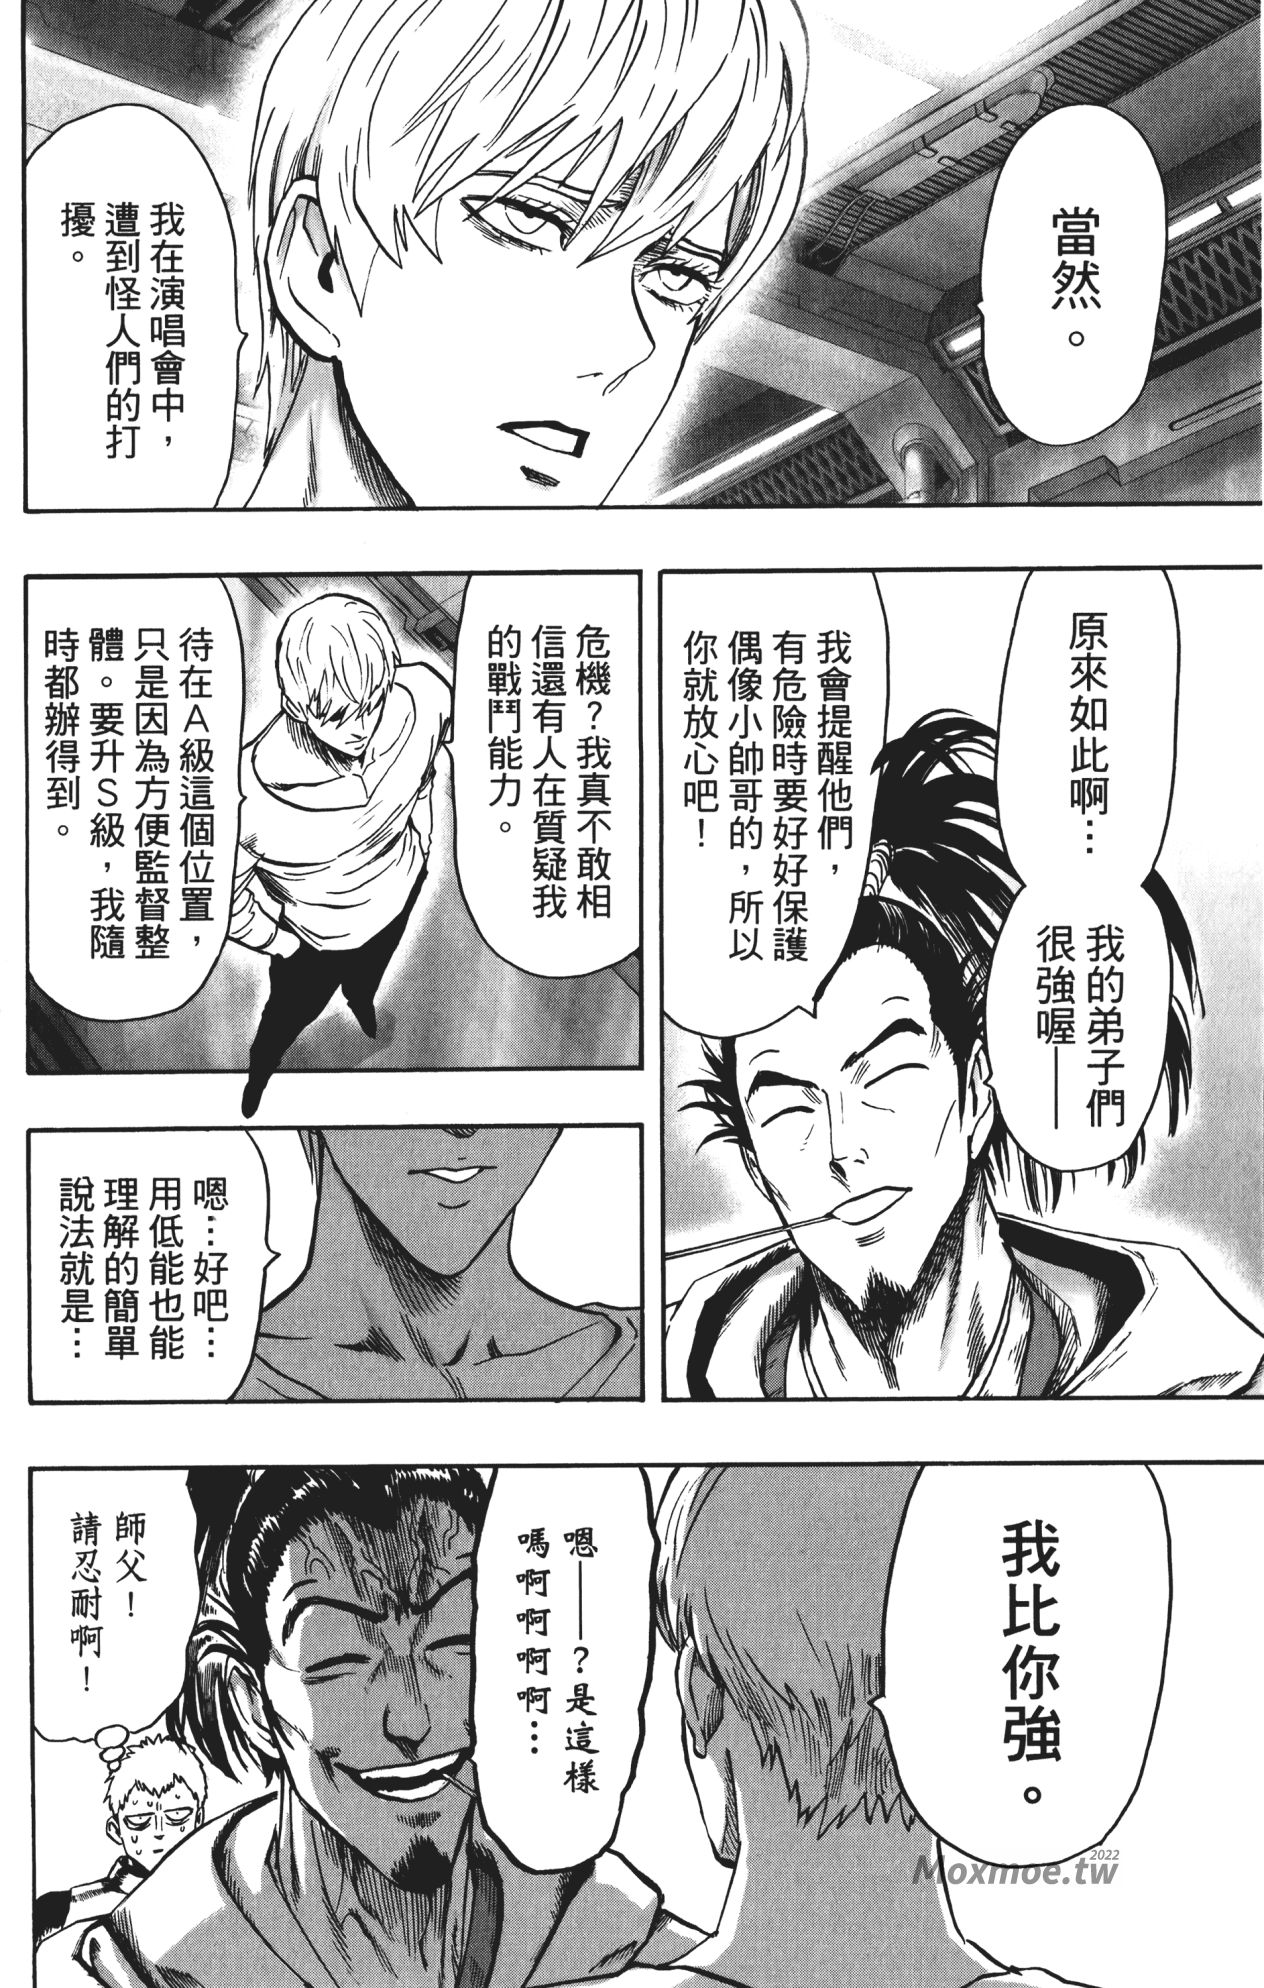 當然。
我在演唱會中，
遭到怪人們的打
擾。
原來如此啊…
我的弟子們
很強喔——
我會提醒他們，
有危險時要好好保護
偶像小帥哥的，所以
你就放心吧！
危機？我真不敢相
信還有人在質疑我
的戰鬥能力。
待在A級這個位置，
只是因為方便監督整
體。要升S級，我隨
時都辦得到。
嗯…好吧…
用低能也能
理解的簡單
說法就是…
我比你強。
嗯——？是這樣
嗎啊啊啊啊…
師父！
請忍耐啊！
2022
Moxmoe.tw